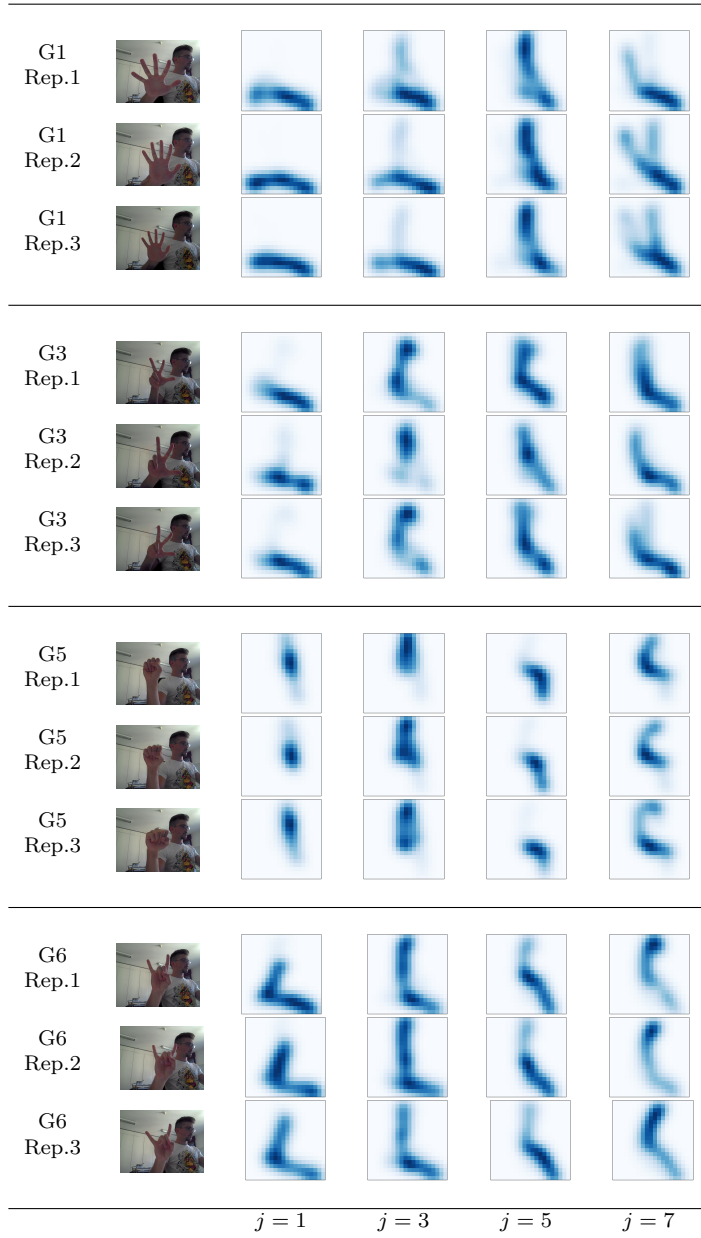 G1
Rep.1
G1
Rep.2
G1
Rep.3
G3
Rep.1
G3
Rep.2
G3
Rep.3
G5
Rep.1
G5
Rep.2
G5
Rep.3
G6
Rep.1
G6
Rep.2
G6
Rep.3
j = 1 j = 3 j = 5 j = 7